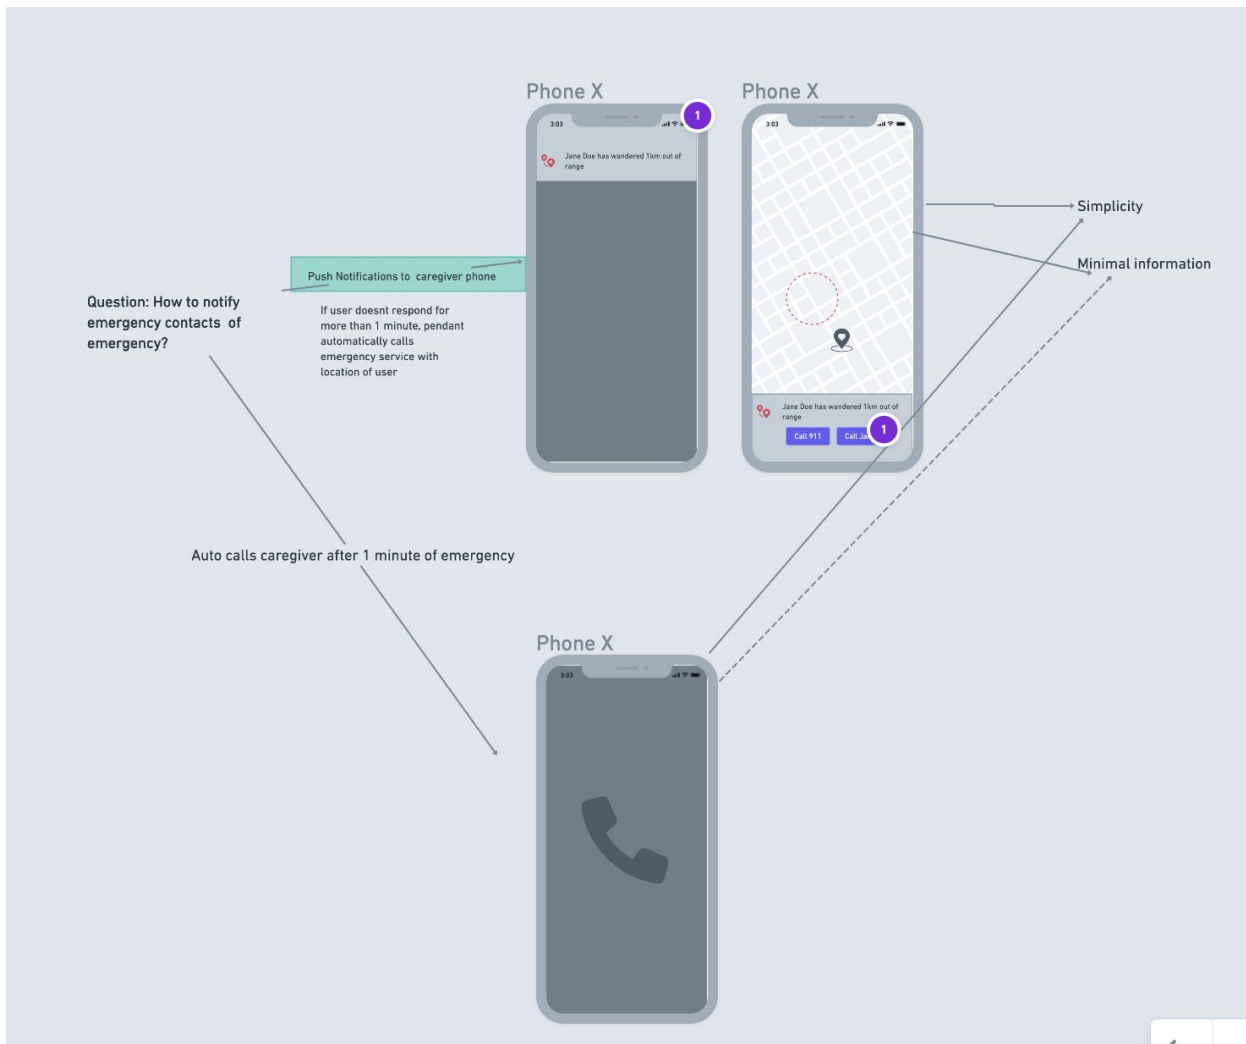 Phone X
3:03
1
Jane Doe has wandered 1km out of
range
Phone X
3:03
Jane Doe has wandered 1km out of
range
Call 911
Call
1
Simplicity
Minimal information
Push Notifications to caregiver phone
If user doesnt respond for
more than 1 minute, pendant
automatically calls
emergency service with
location of user
Question: How to notify
emergency contacts of
emergency?
Auto calls caregiver after 1 minute of emergency
Phone X
3:03